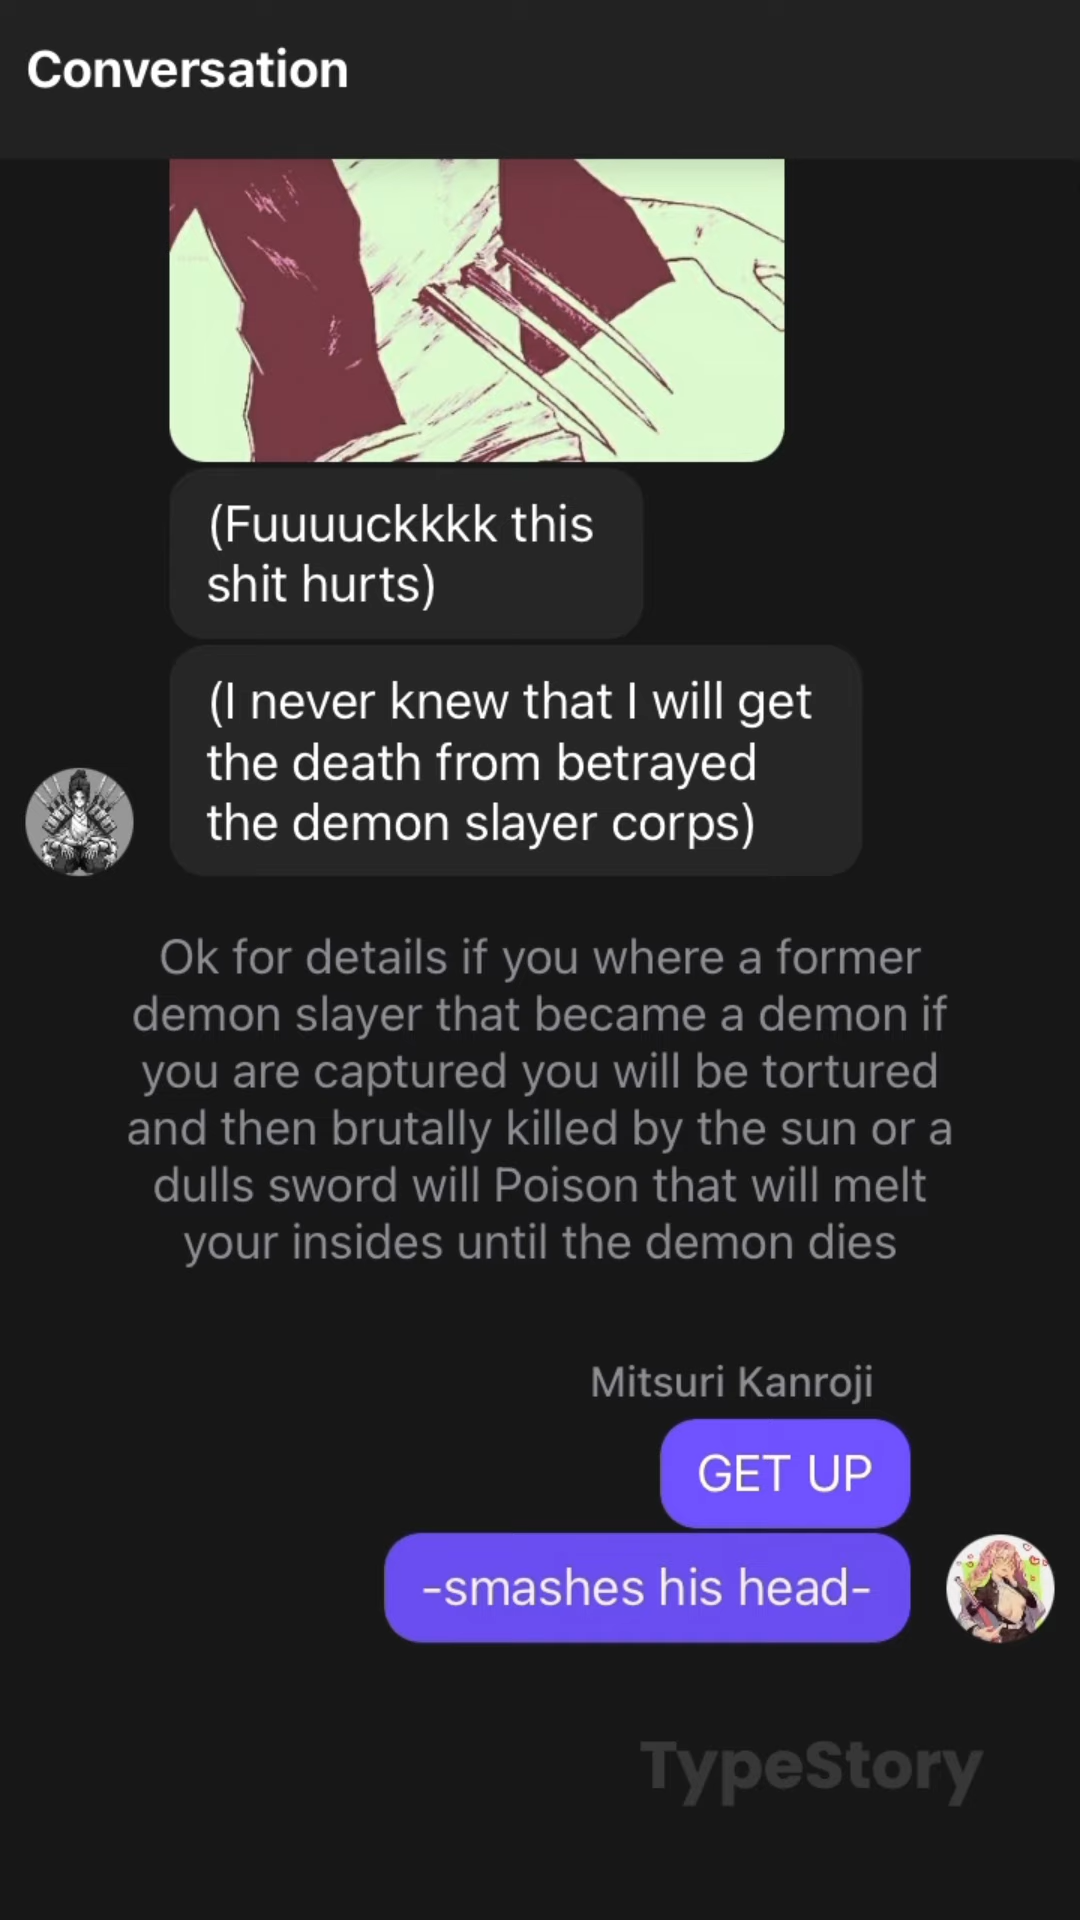 Conversation
(Fuuuuckkkk this
shit hurts)
(I never knew that I will get
the death from betrayed
the demon slayer corps)
Ok for details if you where a former
demon slayer that became a demon if
you are captured you will be tortured
and then brutally killed by the sun or a
dulls sword will Poison that will melt
your insides until the demon dies
Mitsuri Kanroji
GET UP
-smashes his head-
TypeStory